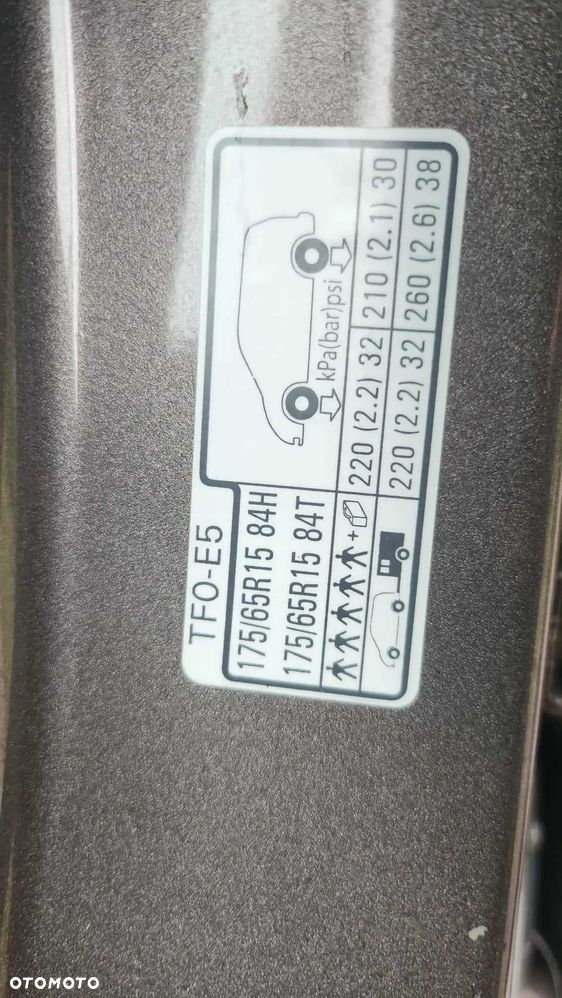 TFO-E5
175/65R15 84H
175/65R15 84T
kPa(bar)psi
+ 220 (2.2) 32 210 (2.1) 30
220 (2.2) 32 260 (2.6) 38
OTOMOTO